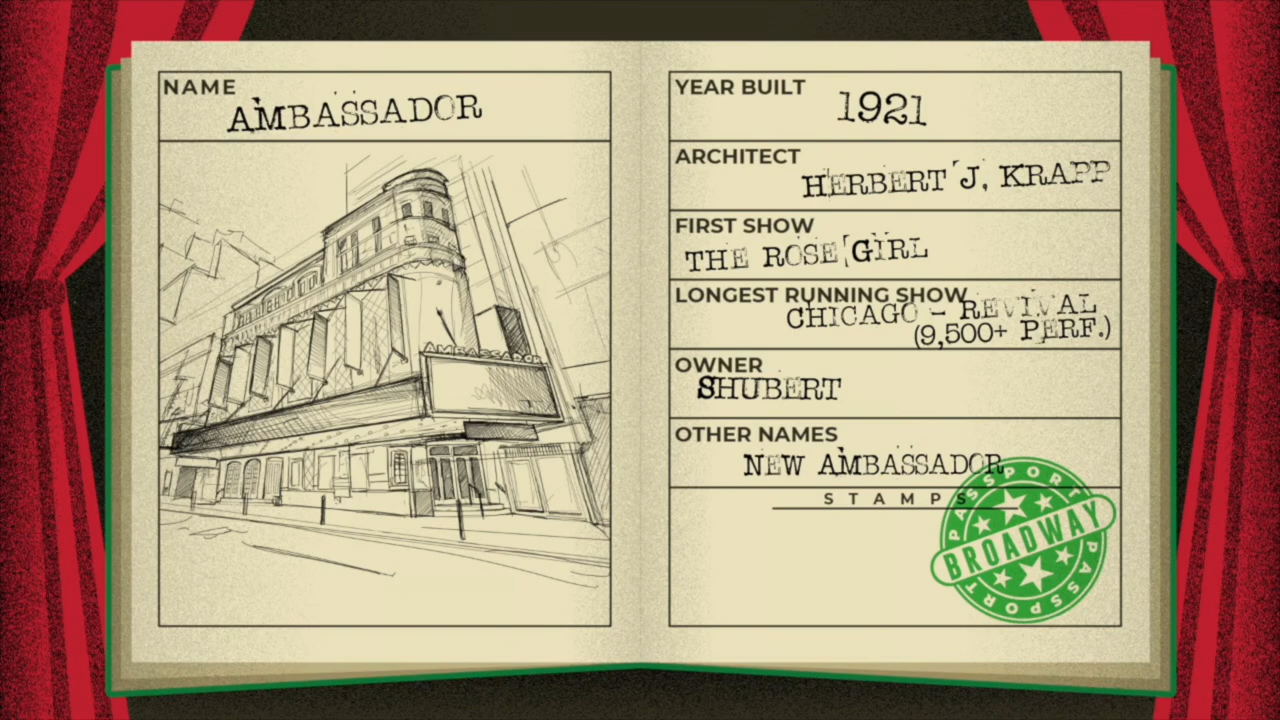 NAME
AMBASSADOR
AMBASSADOR
YEAR BUILT
1921
ARCHITECT
HERBERT J. KRAPP
FIRST SHOW
THE ROSE GIRL
LONGEST RUNNING SHOW
CHICAGO - REVIVAL
(9,500+ PERF.)
OWNER
SHUBERT
OTHER NAMES
NEW AMBASSADOR
STAMPS
PASSPORT
BROADWAY
PASSPORT
PASSPORT